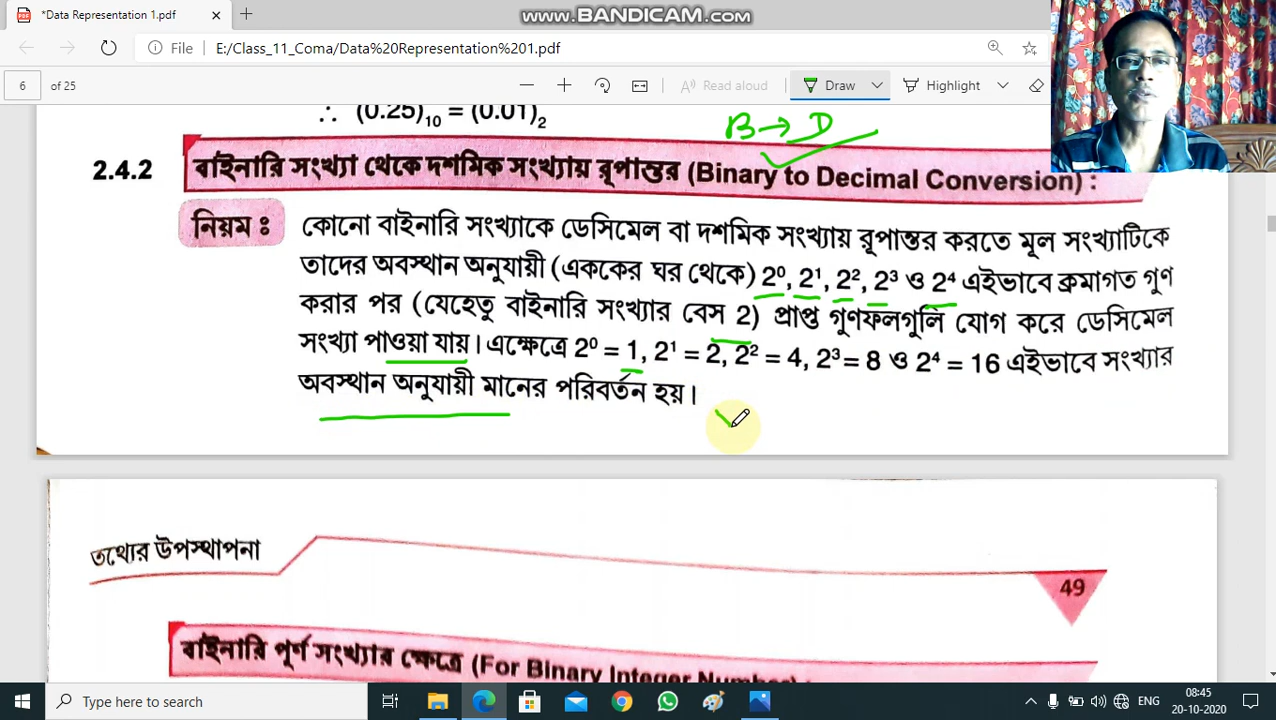 *Data Representation 1.pdf
www.BANDICAM.com
File E:/Class_11_Coma/Data%20Representation%201.pdf
6 of 25 Read aloud Draw Highlight
∴ (0.25)₁₀ = (0.01)₂
B → D
2.4.2 বাইনারি সংখ্যা থেকে দশমিক সংখ্যায় রূপান্তর (Binary to Decimal Conversion) :
নিয়ম ঃ কোনো বাইনারি সংখ্যাকে ডেসিমেল বা দশমিক সংখ্যায় রূপান্তর করতে মূল সংখ্যাটিকে
তাদের অবস্থান অনুযায়ী (এককের ঘর থেকে) 2⁰, 2¹, 2², 2³ ও 2⁴ এইভাবে ক্রমাগত গুণ
করার পর (যেহেতু বাইনারি সংখ্যার বেস 2) প্রাপ্ত গুণফলগুলি যোগ করে ডেসিমেল
সংখ্যা পাওয়া যায়। এক্ষেত্রে 2⁰ = 1, 2¹ = 2, 2² = 4, 2³ = 8 ও 2⁴ = 16 এইভাবে সংখ্যার
অবস্থান অনুযায়ী মানের পরিবর্তন হয়।
তথ্যের উপস্থাপনা
49
বাইনারি পূর্ণ সংখ্যার ক্ষেত্রে (For Binary Integer Number) :
Type here to search
ENG
08:45
20-10-2020